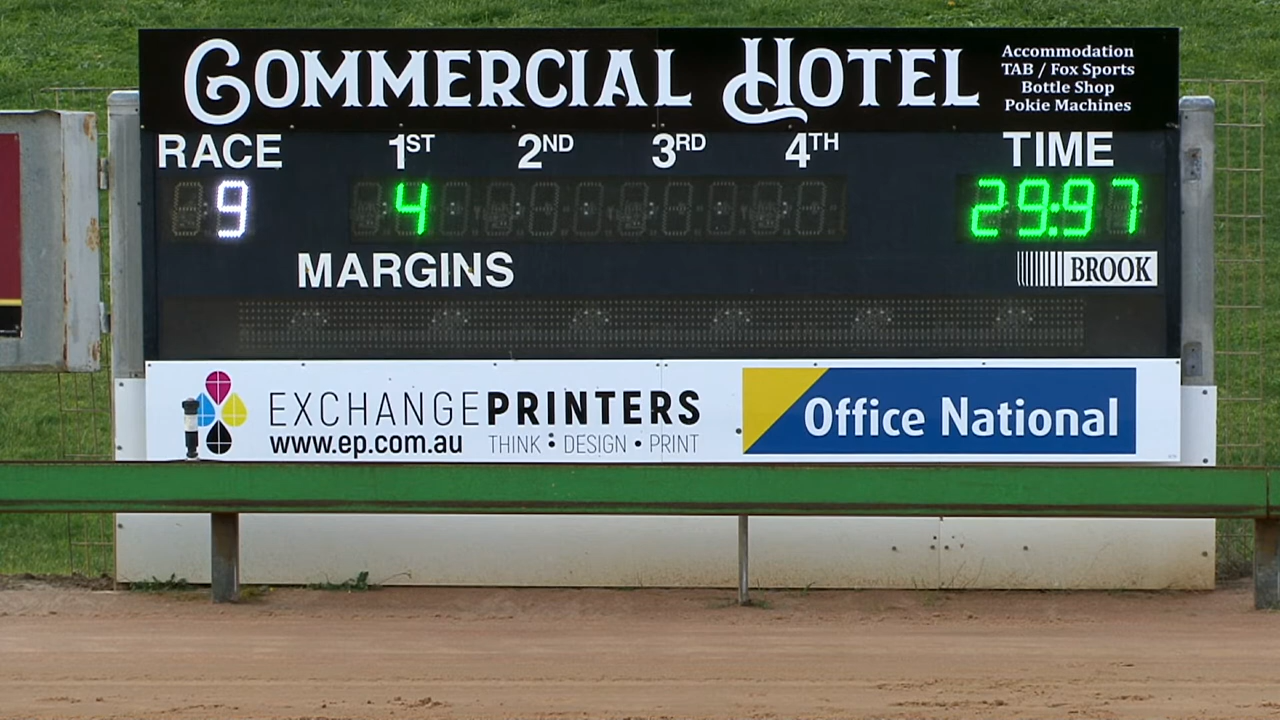 COMMERCIAL HOTEL
Accommodation
TAB / Fox Sports
Bottle Shop
Pokie Machines
RACE 1ST 2ND 3RD 4TH TIME
9 4 29:97
MARGINS
BROOK
EXCHANGEPRINTERS
www.ep.com.au THINK • DESIGN • PRINT
Office National